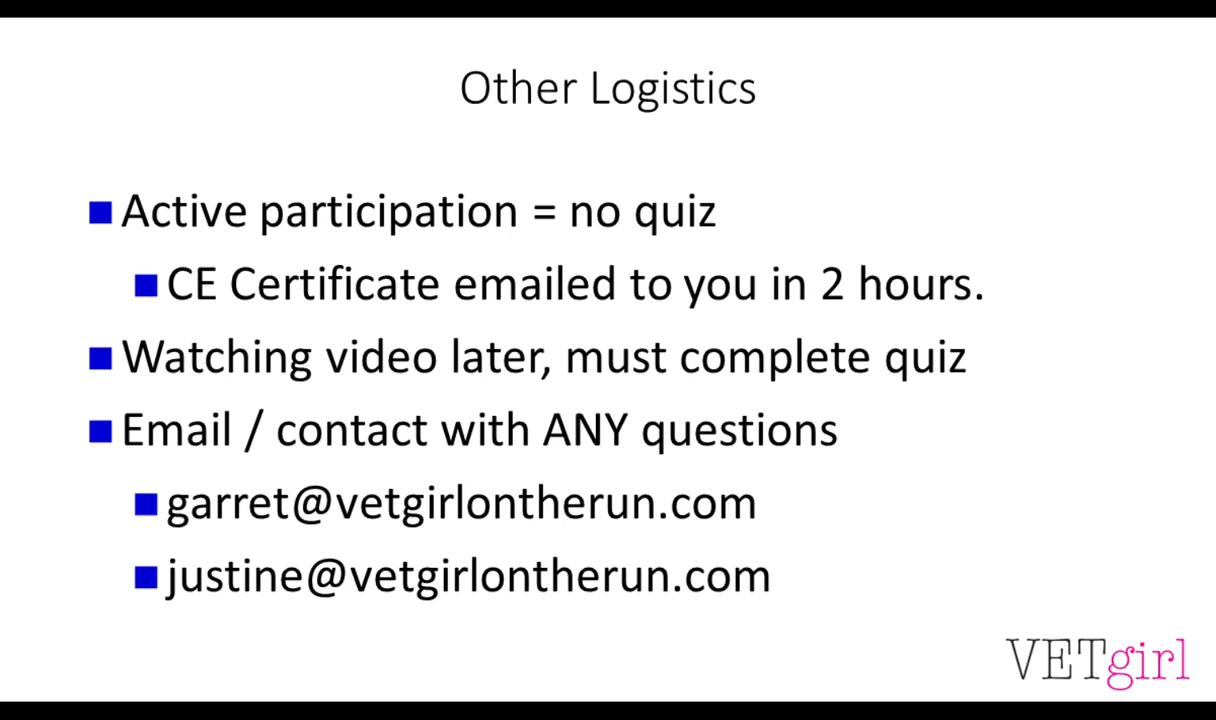 Other Logistics
Active participation = no quiz
CE Certificate emailed to you in 2 hours.
Watching video later, must complete quiz
Email / contact with ANY questions
garret@vetgirlontherun.com
justine@vetgirlontherun.com
VETgirl